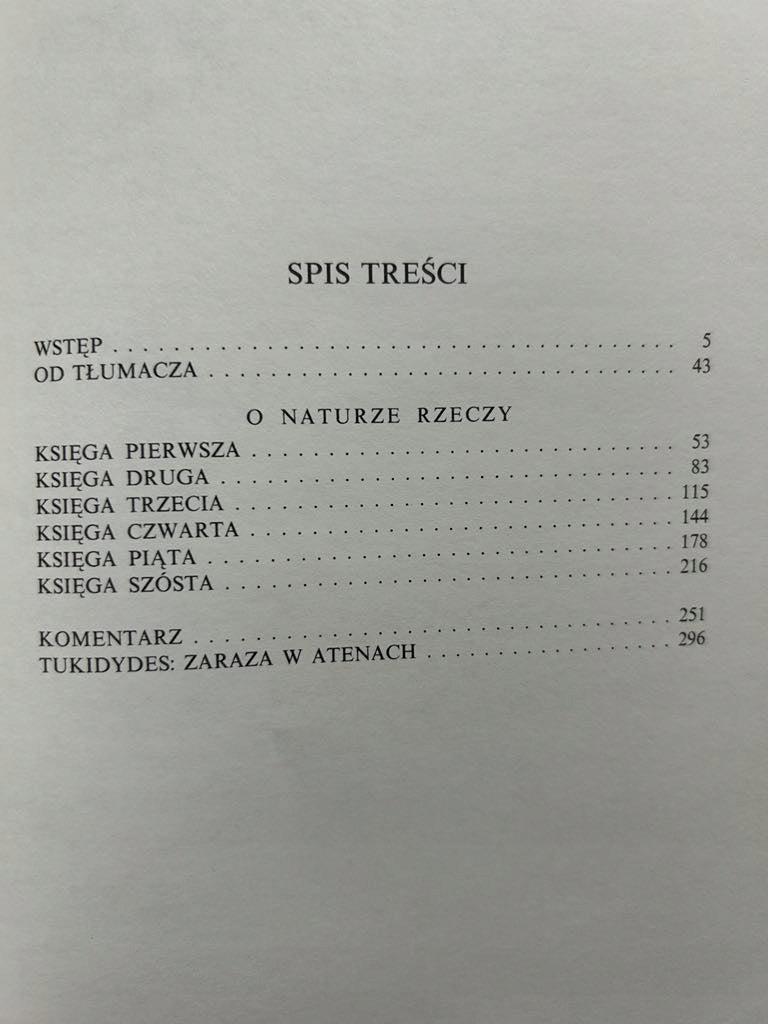 SPIS TREŚCI
WSTĘP . . . . . . . . . . . . . . . . . . . . . . . . . . . . . . . . . . . . . . . . . . 5
OD TŁUMACZA . . . . . . . . . . . . . . . . . . . . . . . . . . . . . . . . . . . 43
O NATURZE RZECZY
KSIĘGA PIERWSZA . . . . . . . . . . . . . . . . . . . . . . . . . . . . . . . . 53
KSIĘGA DRUGA . . . . . . . . . . . . . . . . . . . . . . . . . . . . . . . . . . 83
KSIĘGA TRZECIA . . . . . . . . . . . . . . . . . . . . . . . . . . . . . . . . . 115
KSIĘGA CZWARTA . . . . . . . . . . . . . . . . . . . . . . . . . . . . . . . . 144
KSIĘGA PIĄTA . . . . . . . . . . . . . . . . . . . . . . . . . . . . . . . . . . . 178
KSIĘGA SZÓSTA . . . . . . . . . . . . . . . . . . . . . . . . . . . . . . . . . . 216
KOMENTARZ . . . . . . . . . . . . . . . . . . . . . . . . . . . . . . . . . . . . 251
TUKIDYDES: ZARAZA W ATENACH . . . . . . . . . . . . . . . . . . . 296